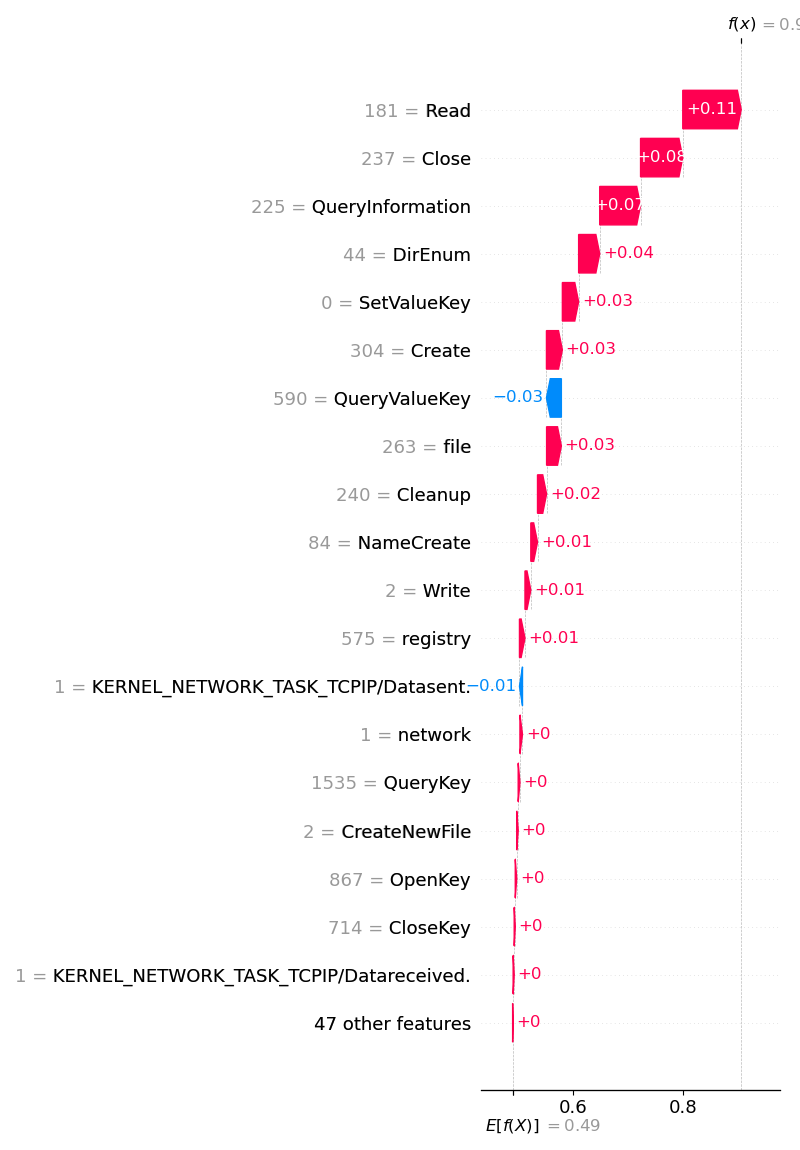 f(x) = 0.9
181 = Read +0.11
237 = Close +0.08
225 = QueryInformation +0.07
44 = DirEnum +0.04
0 = SetValueKey +0.03
304 = Create +0.03
590 = QueryValueKey −0.03
263 = file +0.03
240 = Cleanup +0.02
84 = NameCreate +0.01
2 = Write +0.01
575 = registry +0.01
1 = KERNEL_NETWORK_TASK_TCPIP/Datasent. −0.01
1 = network +0
1535 = QueryKey +0
2 = CreateNewFile +0
867 = OpenKey +0
714 = CloseKey +0
1 = KERNEL_NETWORK_TASK_TCPIP/Datareceived. +0
47 other features +0
0.6 0.8
E[f(X)] = 0.49